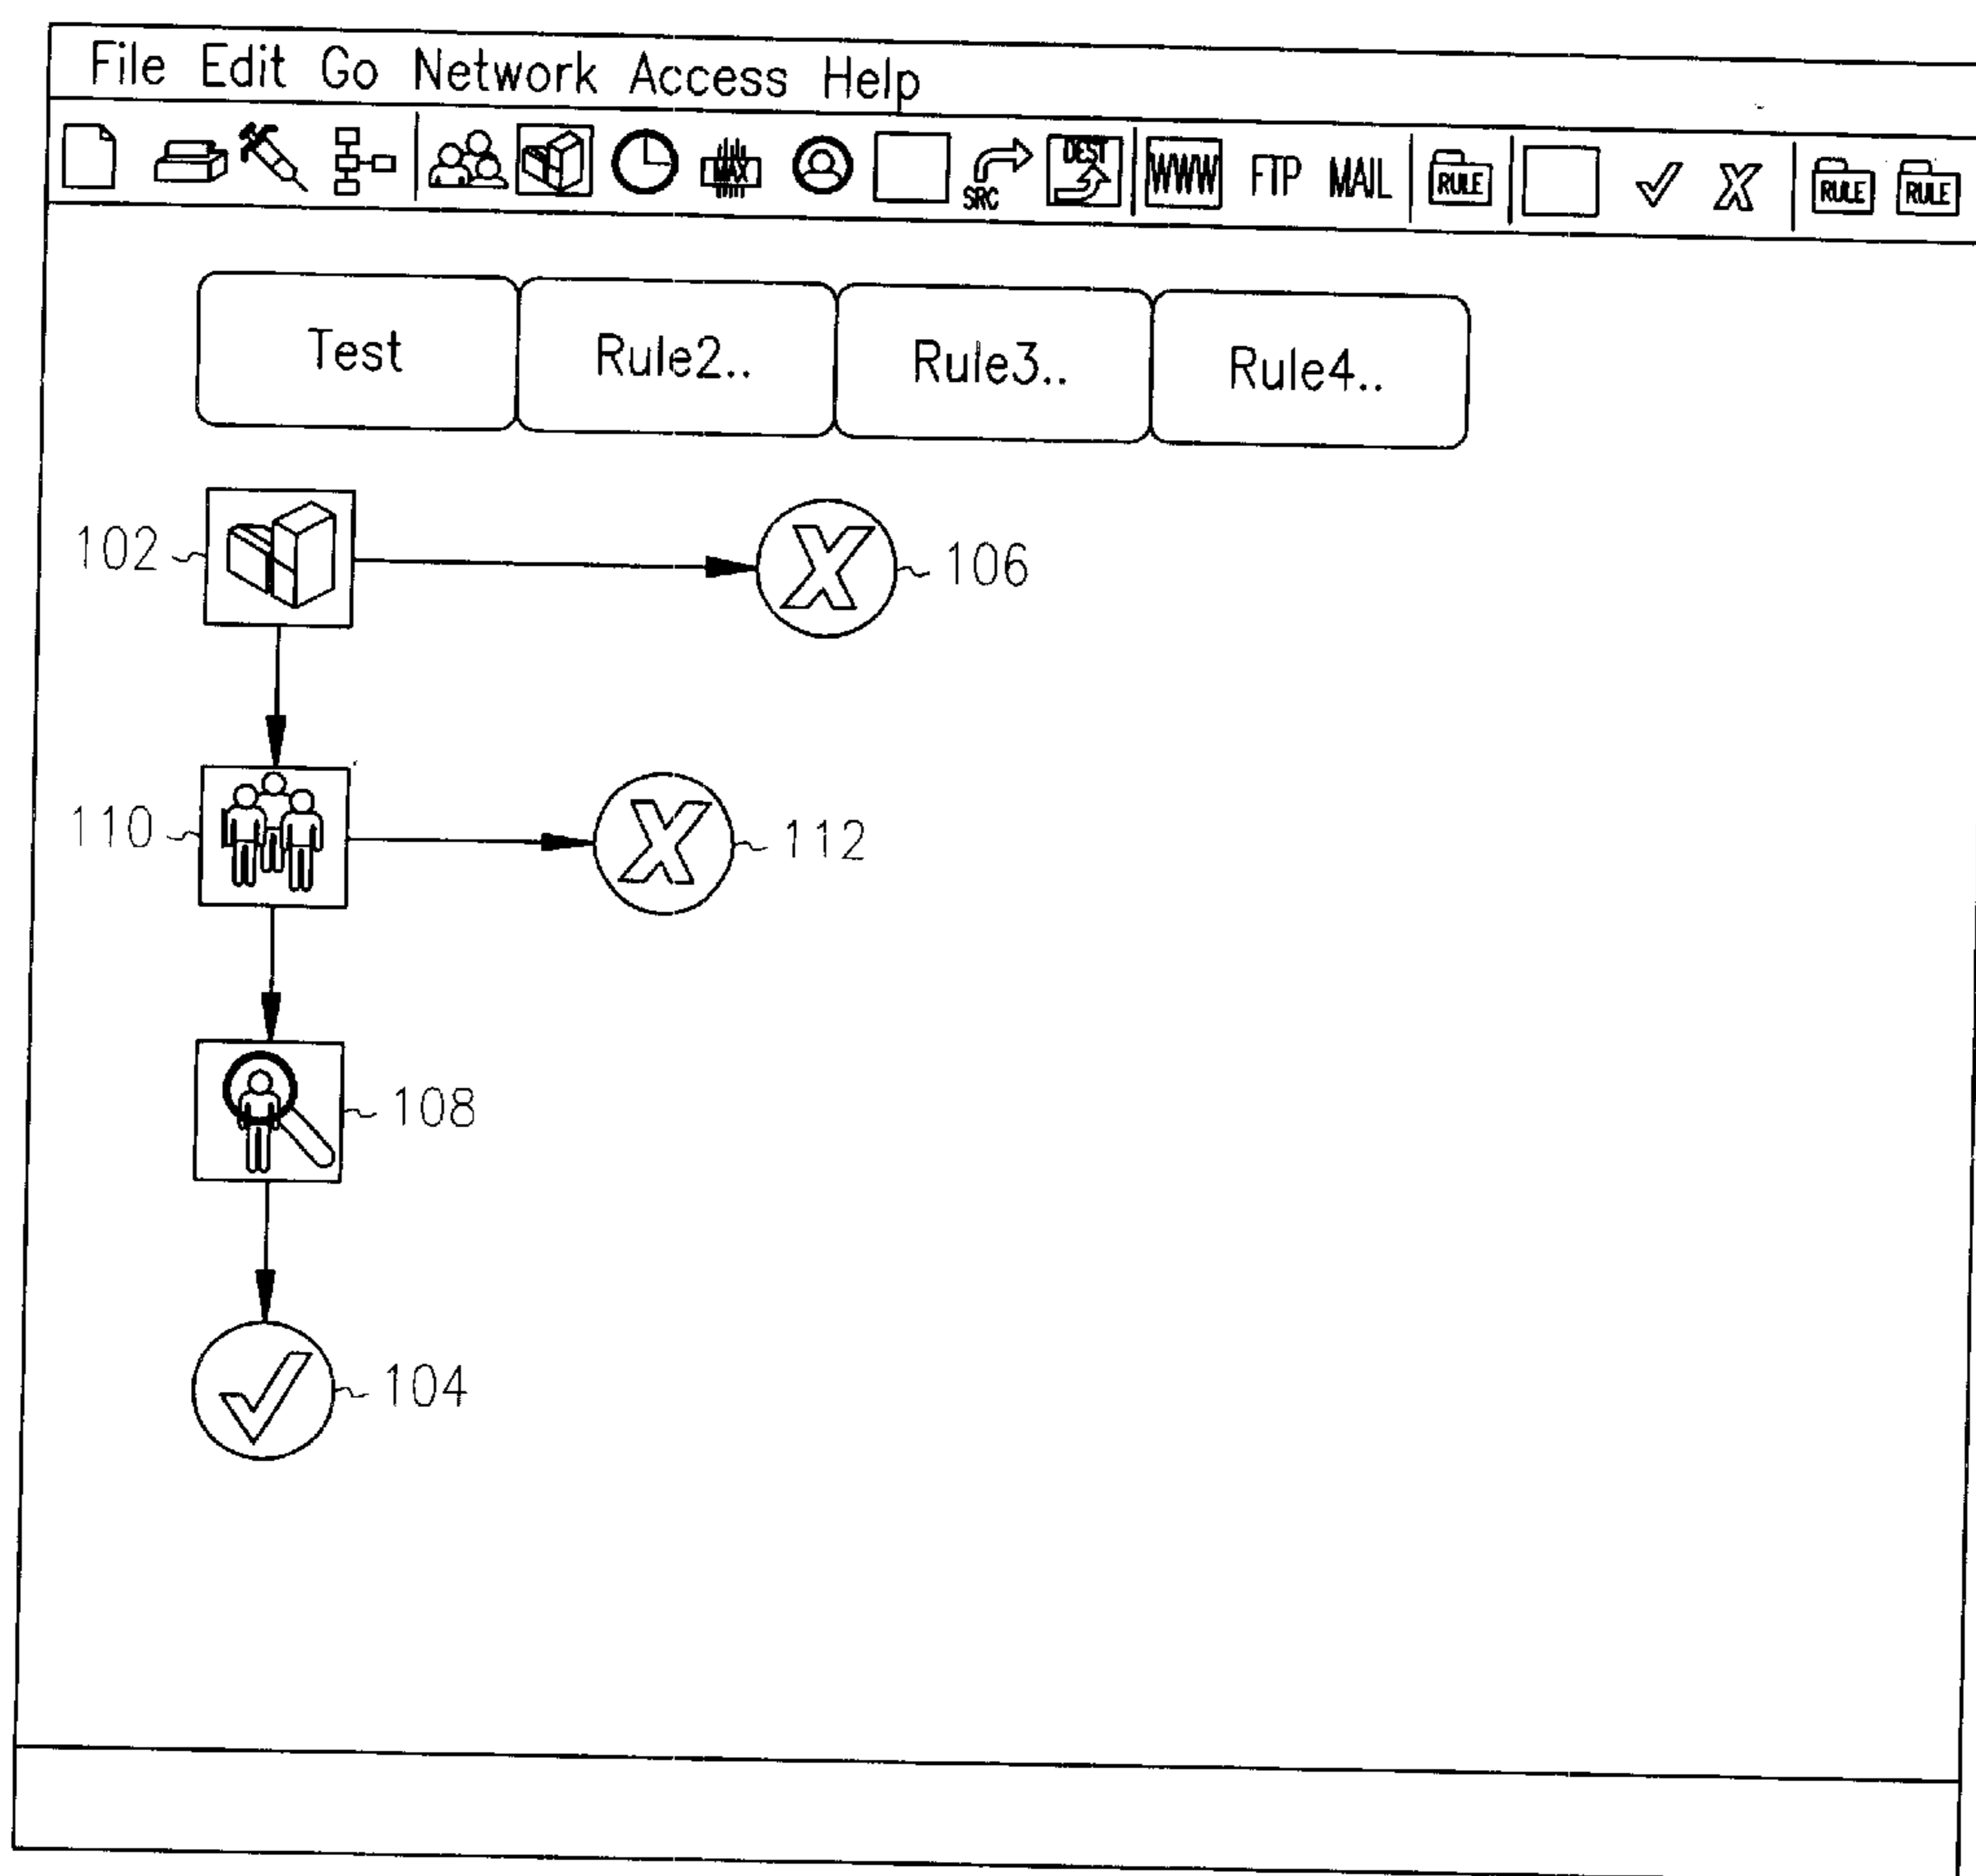 File Edit Go Network Access Help
MAX SRC DEST WWW FTP MAIL RULE X RULE RULE
Test Rule2.. Rule3.. Rule4..
102 X 106
110 X 112
108
104